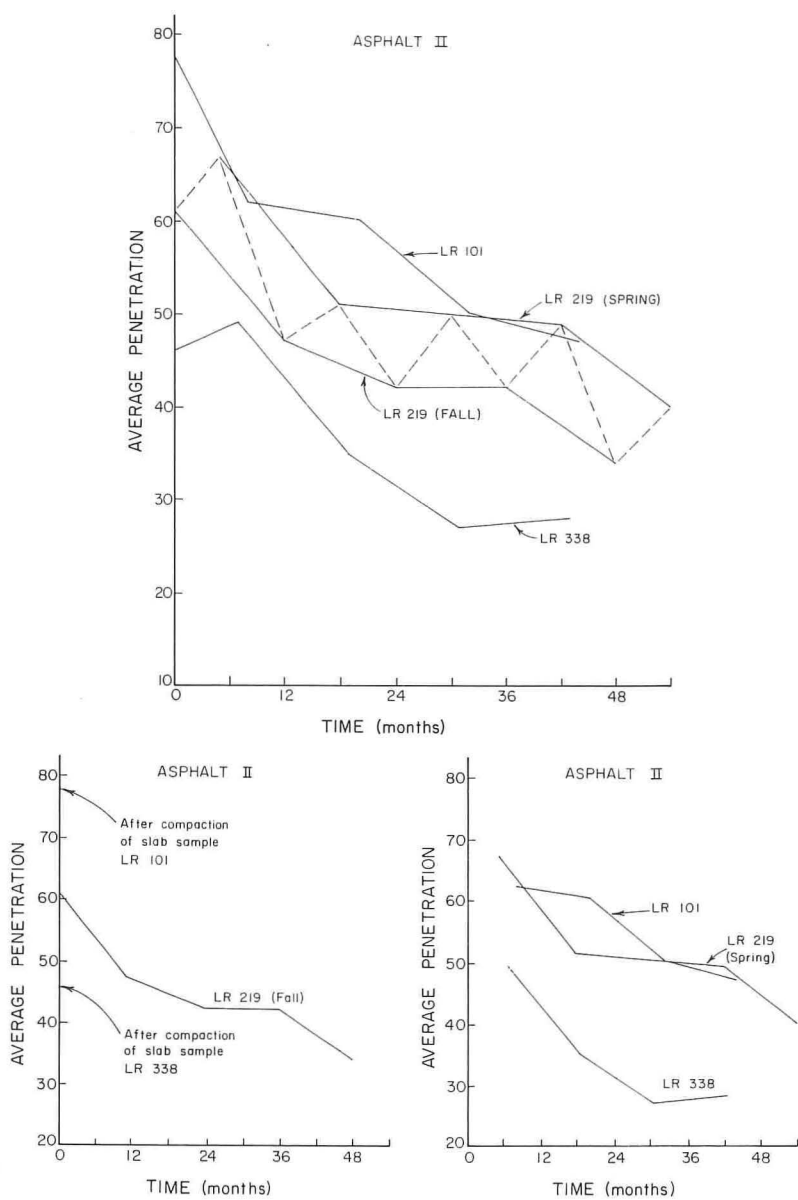 ASPHALT II
80
70
60
50
40
30
20
10
AVERAGE PENETRATION
LR 101
LR 219 (SPRING)
LR 219 (FALL)
LR 338
0
12
24
36
48
TIME (months)
ASPHALT II
80
70
60
50
40
30
20
AVERAGE PENETRATION
After compaction
of slab sample
LR 101
LR 219 (Fall)
After compaction
of slab sample
LR 338
0
12
24
36
48
TIME (months)
ASPHALT II
80
70
60
50
40
30
20
AVERAGE PENETRATION
LR 101
LR 219
(Spring)
LR 338
0
12
24
36
48
TIME (months)